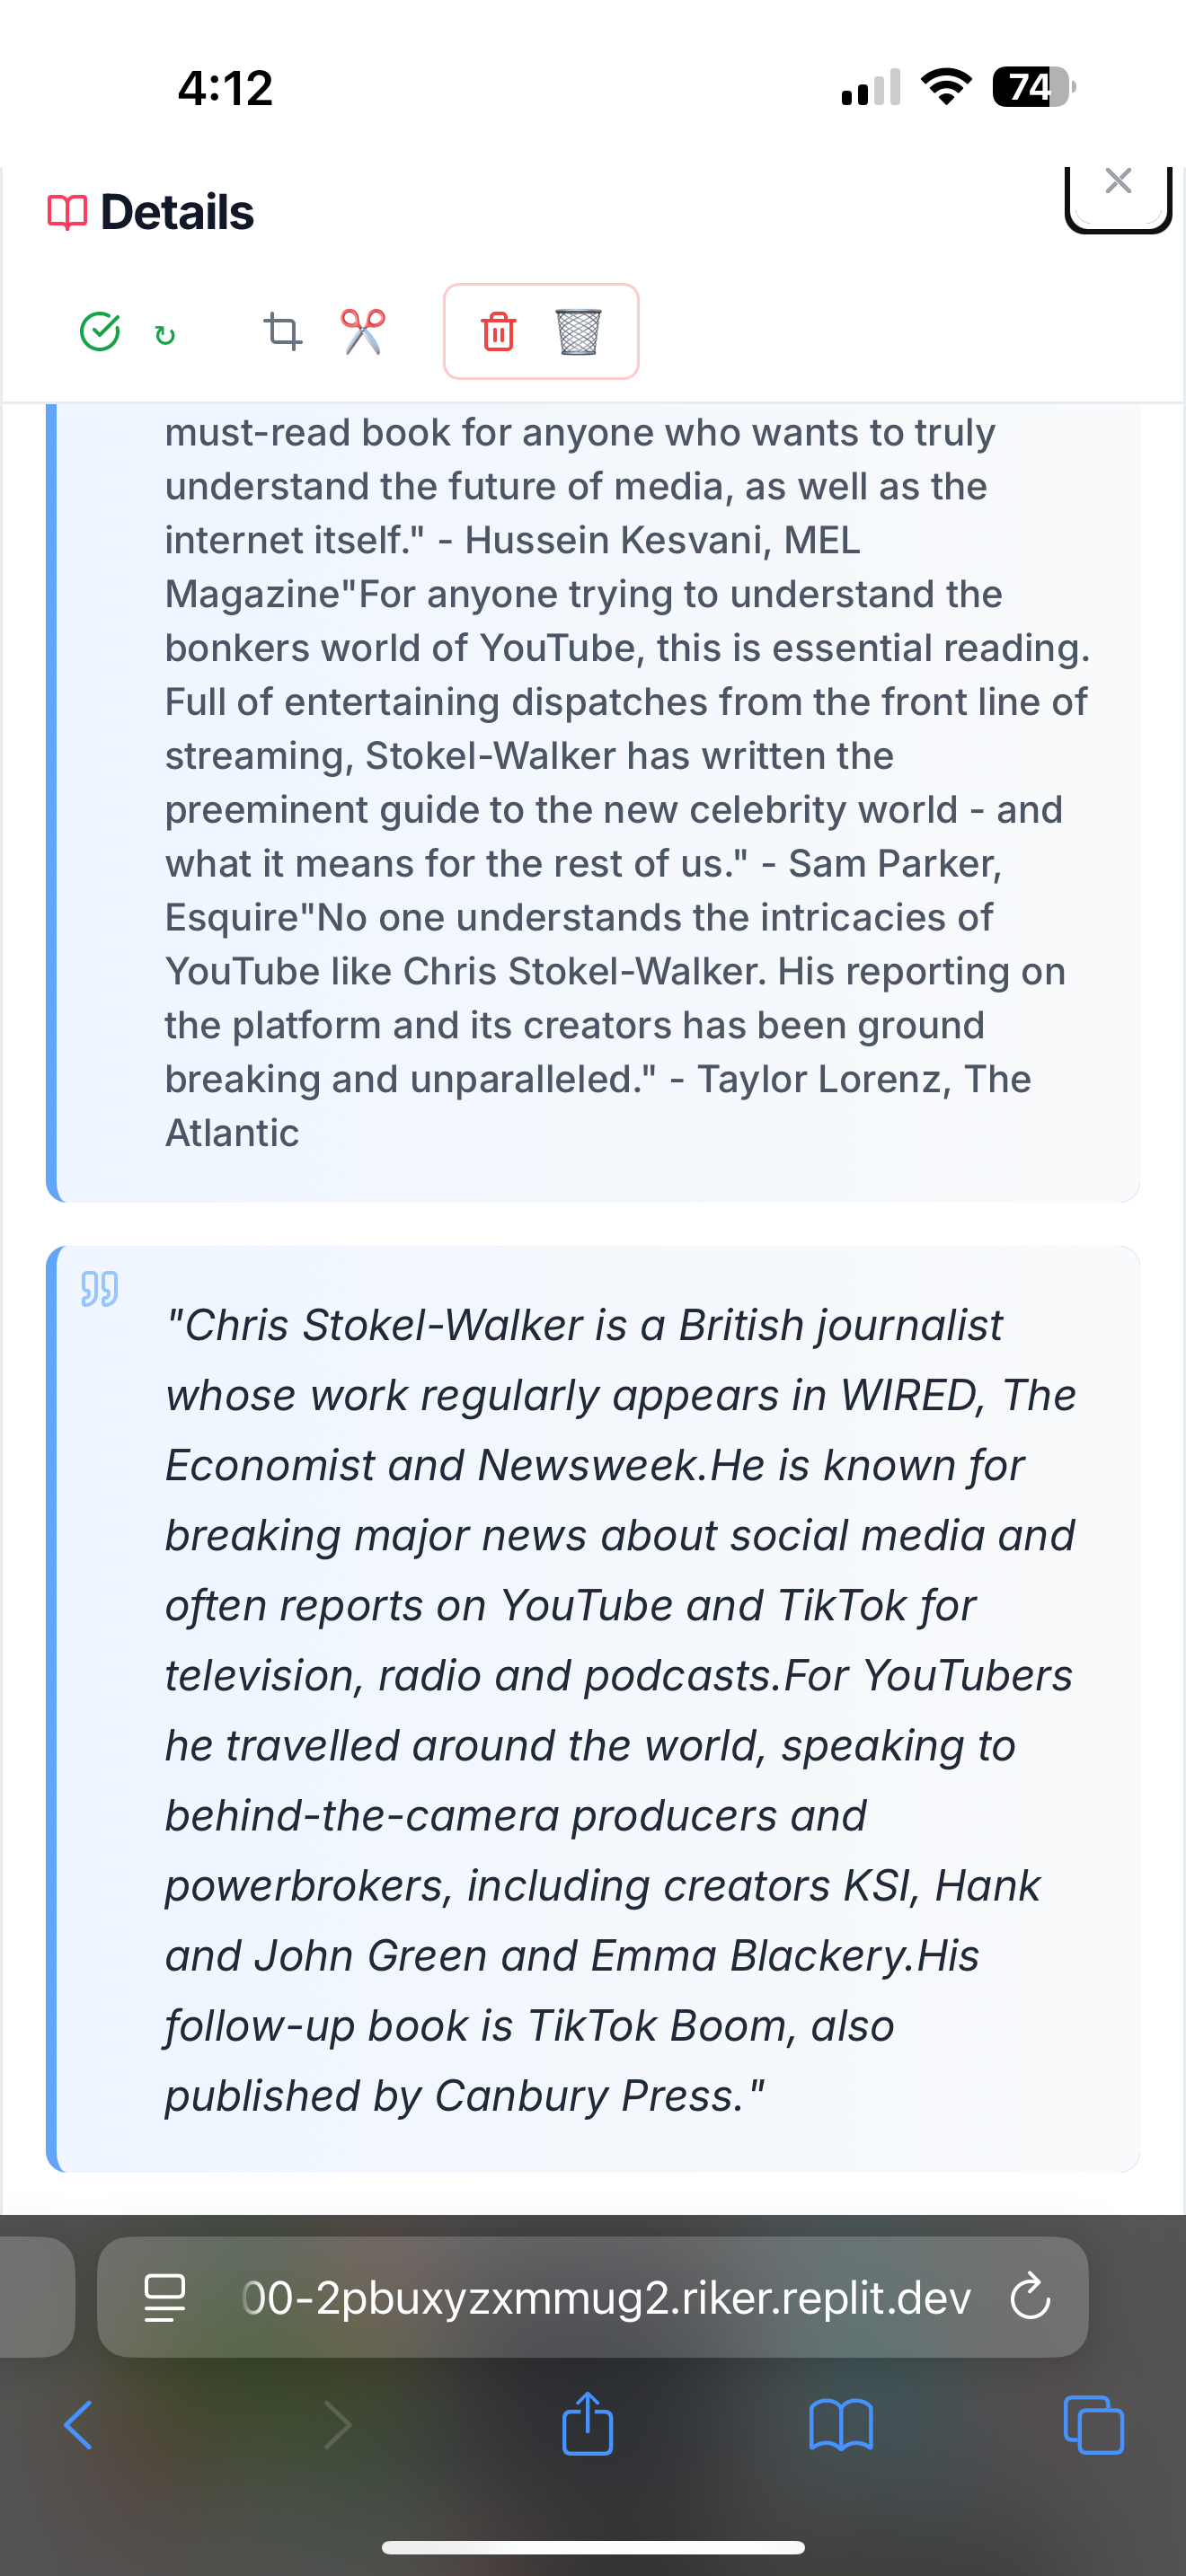 4:12
74
Details
must-read book for anyone who wants to truly
understand the future of media, as well as the
internet itself." - Hussein Kesvani, MEL
Magazine"For anyone trying to understand the
bonkers world of YouTube, this is essential reading.
Full of entertaining dispatches from the front line of
streaming, Stokel-Walker has written the
preeminent guide to the new celebrity world - and
what it means for the rest of us." - Sam Parker,
Esquire"No one understands the intricacies of
YouTube like Chris Stokel-Walker. His reporting on
the platform and its creators has been ground
breaking and unparalleled." - Taylor Lorenz, The
Atlantic
"Chris Stokel-Walker is a British journalist
whose work regularly appears in WIRED, The
Economist and Newsweek.He is known for
breaking major news about social media and
often reports on YouTube and TikTok for
television, radio and podcasts.For YouTubers
he travelled around the world, speaking to
behind-the-camera producers and
powerbrokers, including creators KSI, Hank
and John Green and Emma Blackery.His
follow-up book is TikTok Boom, also
published by Canbury Press."
00-2pbuxyzxmmug2.riker.replit.dev